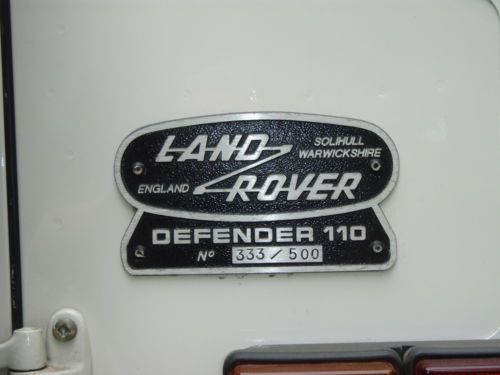 LAND ROVER
SOLIHULL
WARWICKSHIRE
ENGLAND
DEFENDER 110
Nº 333 / 500